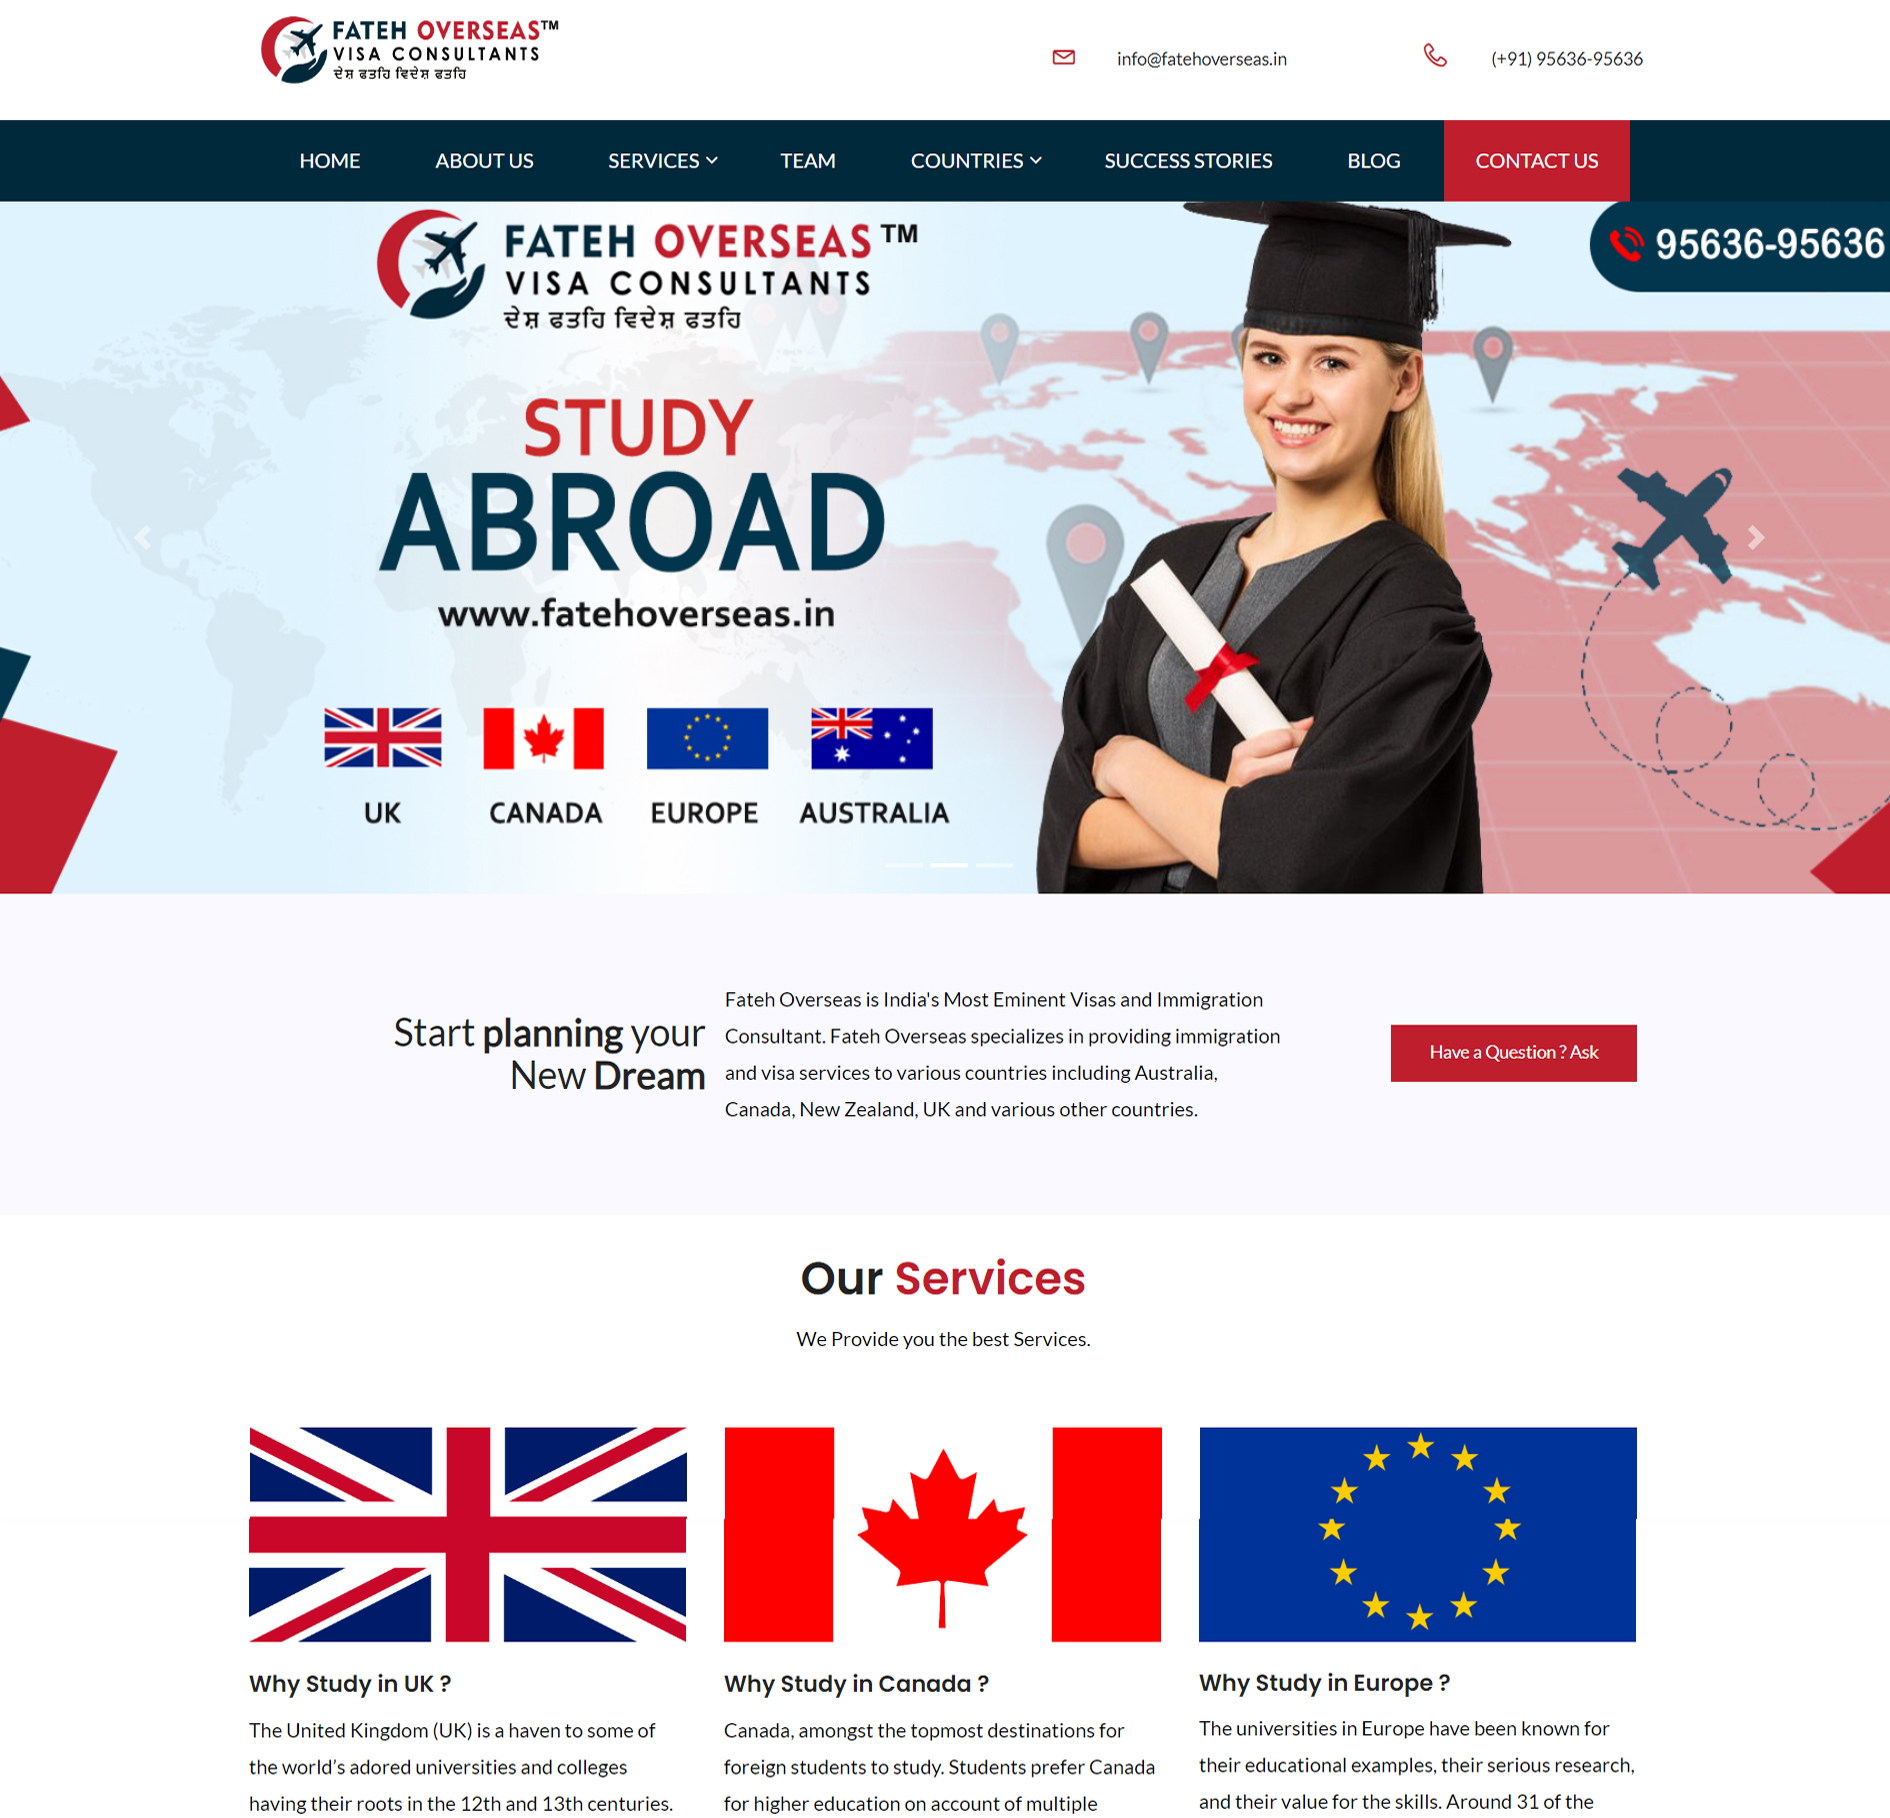 FATEH OVERSEAS™
VISA CONSULTANTS
ਦੇਸ਼ ਫਤਹਿ ਵਿਦੇਸ਼ ਫਤਹਿ
info@fatehoverseas.in
(+91) 95636-95636
HOME ABOUT US SERVICES TEAM COUNTRIES SUCCESS STORIES BLOG CONTACT US
FATEH OVERSEAS ™
VISA CONSULTANTS
ਦੇਸ਼ ਫਤਹਿ ਵਿਦੇਸ਼ ਫਤਹਿ
95636-95636
STUDY
ABROAD
www.fatehoverseas.in
UK CANADA EUROPE AUSTRALIA
Start planning your
New Dream
Fateh Overseas is India's Most Eminent Visas and Immigration
Consultant. Fateh Overseas specializes in providing immigration
and visa services to various countries including Australia,
Canada, New Zealand, UK and various other countries.
Have a Question ? Ask
Our Services
We Provide you the best Services.
Why Study in UK ?
The United Kingdom (UK) is a haven to some of
the world’s adored universities and colleges
having their roots in the 12th and 13th centuries.
Why Study in Canada ?
Canada, amongst the topmost destinations for
foreign students to study. Students prefer Canada
for higher education on account of multiple
Why Study in Europe ?
The universities in Europe have been known for
their educational examples, their serious research,
and their value for the skills. Around 31 of the